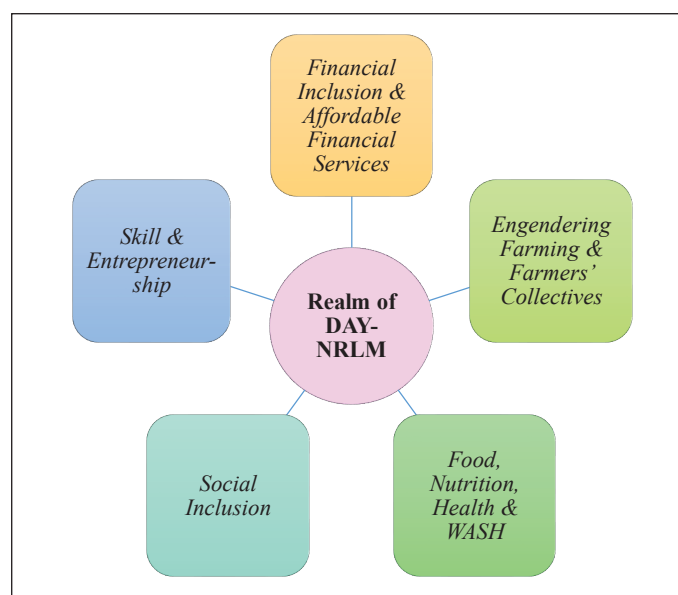 Financial
Inclusion &
Affordable
Financial
Services
Skill &
Entrepreneur-
ship
Engendering
Farming &
Farmers’
Collectives
Realm of
DAY-
NRLM
Social
Inclusion
Food,
Nutrition,
Health &
WASH